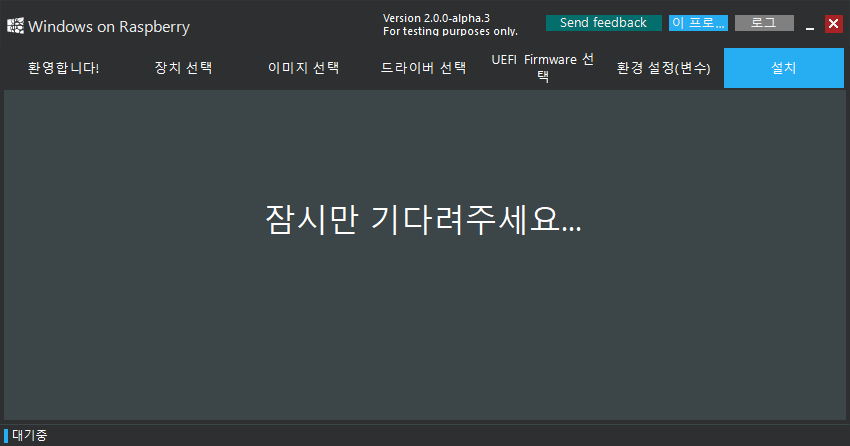 Windows on Raspberry
Version 2.0.0-alpha.3
For testing purposes only.
Send feedback
이 프로...
로그
환영합니다!
장치 선택
이미지 선택
드라이버 선택
UEFI Firmware 선
택
환경 설정(변수)
설치
잠시만 기다려주세요...
대기중